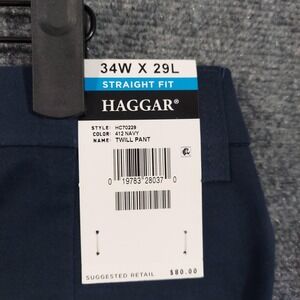 34W X 29L
STRAIGHT FIT
HAGGAR®
STYLE: HC70229
COLOR: 412 NAVY
NAME: TWILL PANT
0 19783 28037 0
SUGGESTED RETAIL $80.00